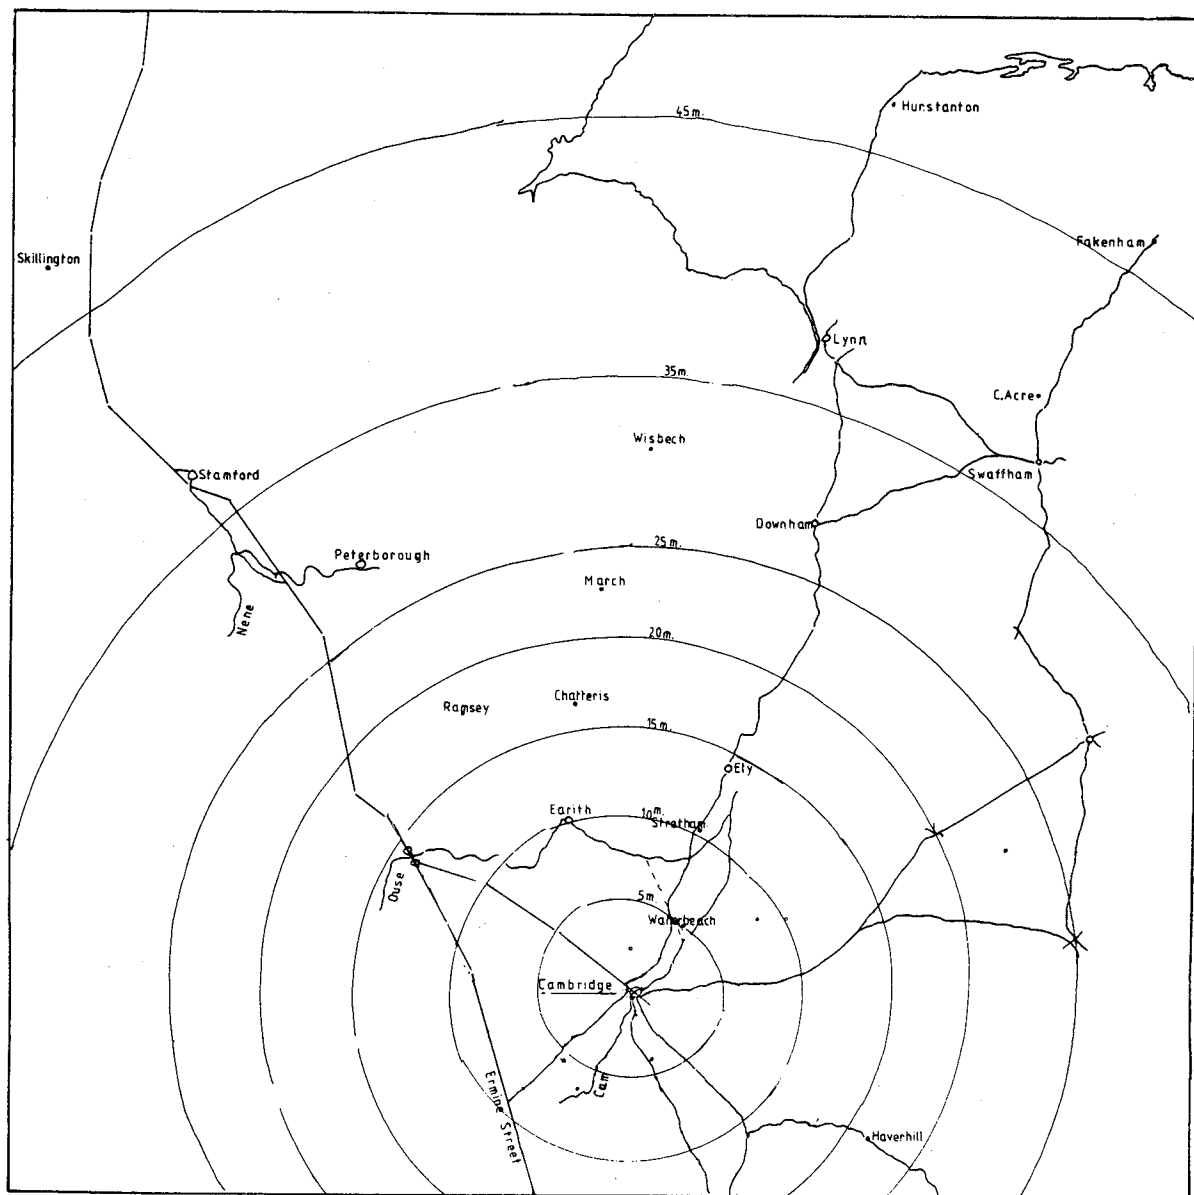 Hunstanton
45m.
Fakenham
Skillington
Lynn
35m.
C.Acre
Wisbech
Stamford
Swaffham
Downham
25m.
Peterborough
March
Nene
20m.
Chatteris
Ramsey
15m.
Ely
Earith
10m.
Stretham
Ouse
5m.
Waterbeach
Cambridge
Cam
Ermine Street
Haverhill